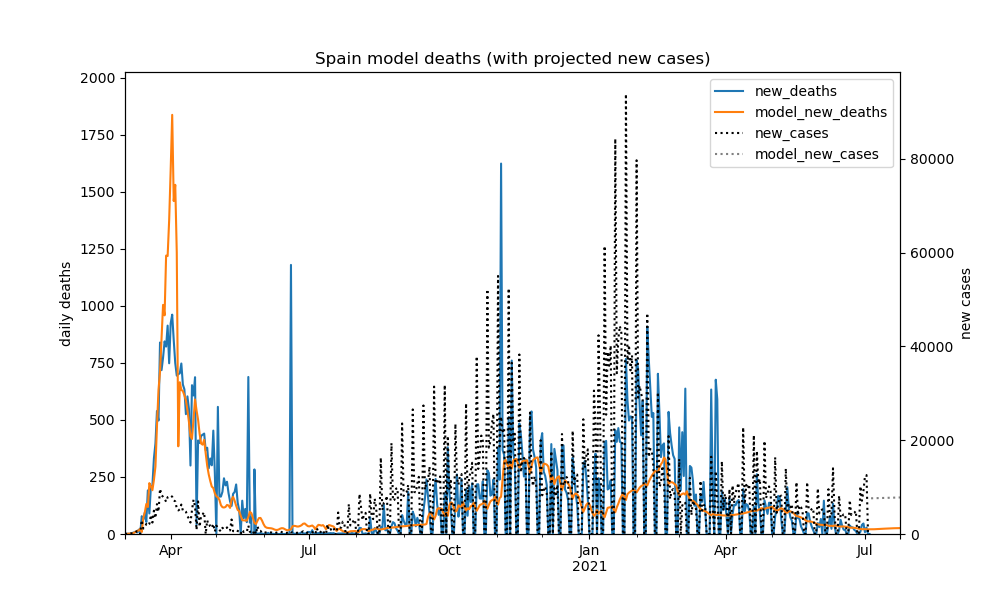 Spain model deaths (with projected new cases)
2000
1750
1500
1250
1000
750
500
250
0
daily deaths
new_deaths
model_new_deaths
new_cases
model_new_cases
80000
60000
40000
20000
0
new cases
Apr
Jul
Oct
Jan
2021
Apr
Jul